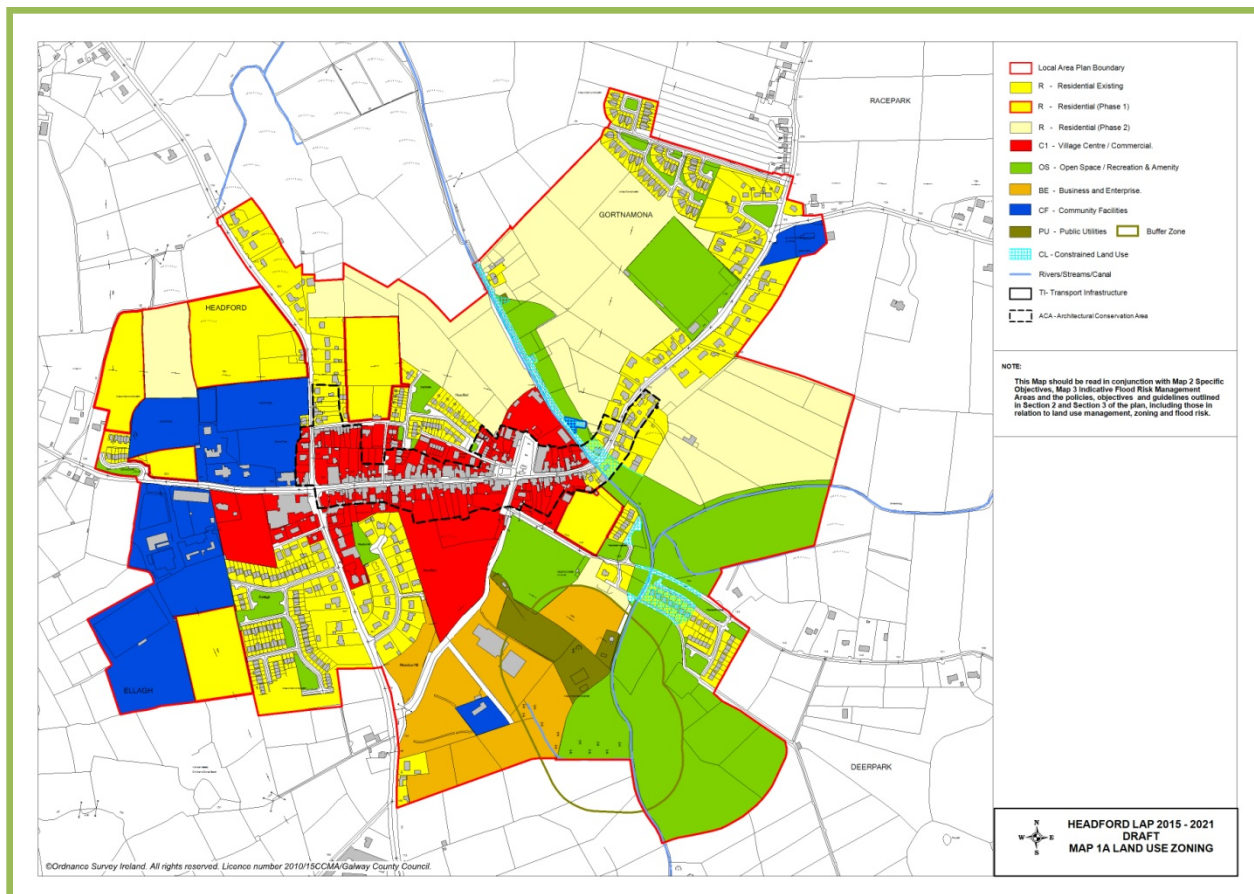 RACEPARK
GORTNAMONA
HEADFORD
ELLAGH
DEERPARK
©Ordnance Survey Ireland. All rights reserved. Licence number 2010/15CCMA/Galway County Council.
Local Area Plan Boundary
R - Residential Existing
R - Residential (Phase 1)
R - Residential (Phase 2)
C1 - Village Centre / Commercial.
OS - Open Space / Recreation & Amenity
BE - Business and Enterprise.
CF - Community Facilities
PU - Public Utilities Buffer Zone
CL - Constrained Land Use
Rivers/Streams/Canal
TI- Transport Infrastructure
ACA - Architectural Conservation Area
NOTE:
This Map should be read in conjunction with Map 2 Specific
Objectives, Map 3 Indicative Flood Risk Management
Areas and the policies, objectives and guidelines outlined
in Section 2 and Section 3 of the plan, including those in
relation to land use management, zoning and flood risk.
N
W E
S
HEADFORD LAP 2015 - 2021
DRAFT
MAP 1A LAND USE ZONING